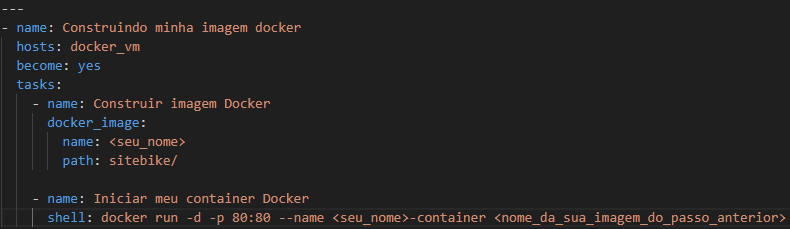 ---
- name: Construindo minha imagem docker
  hosts: docker_vm
  become: yes
  tasks:
    - name: Construir imagem Docker
      docker_image:
        name: <seu_nome>
        path: sitebike/

    - name: Iniciar meu container Docker
      shell: docker run -d -p 80:80 --name <seu_nome>-container <nome_da_sua_imagem_do_passo_anterior>